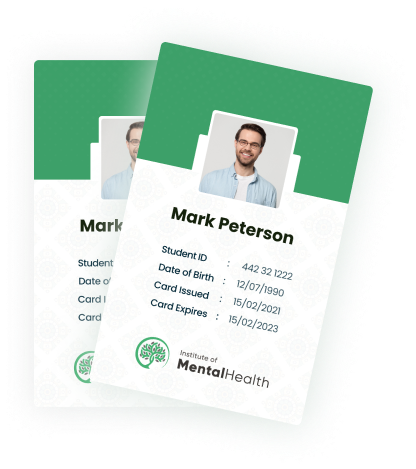 Mark Peterson
Student ID : 442 32 1222
Date of Birth : 12/07/1990
Card Issued : 15/02/2021
Card Expires : 15/02/2023
Institute of
MentalHealth
Mark
Student
Date of
Card I
Card